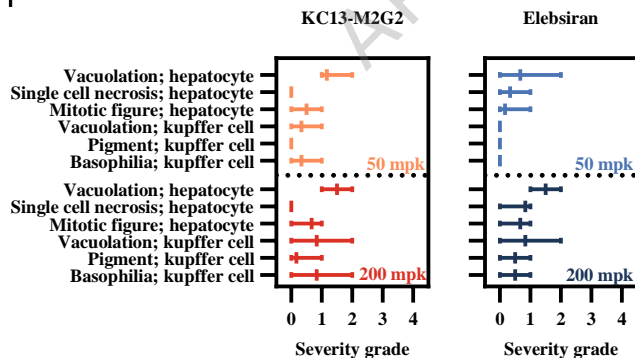 KC13-M2G2 Elebsiran
Vacuolation; hepatocyte
Single cell necrosis; hepatocyte
Mitotic figure; hepatocyte
Vacuolation; kupffer cell
Pigment; kupffer cell
Basophilia; kupffer cell
50 mpk 50 mpk
Vacuolation; hepatocyte
Single cell necrosis; hepatocyte
Mitotic figure; hepatocyte
Vacuolation; kupffer cell
Pigment; kupffer cell
Basophilia; kupffer cell
200 mpk 200 mpk
0 1 2 3 4 0 1 2 3 4
Severity grade Severity grade